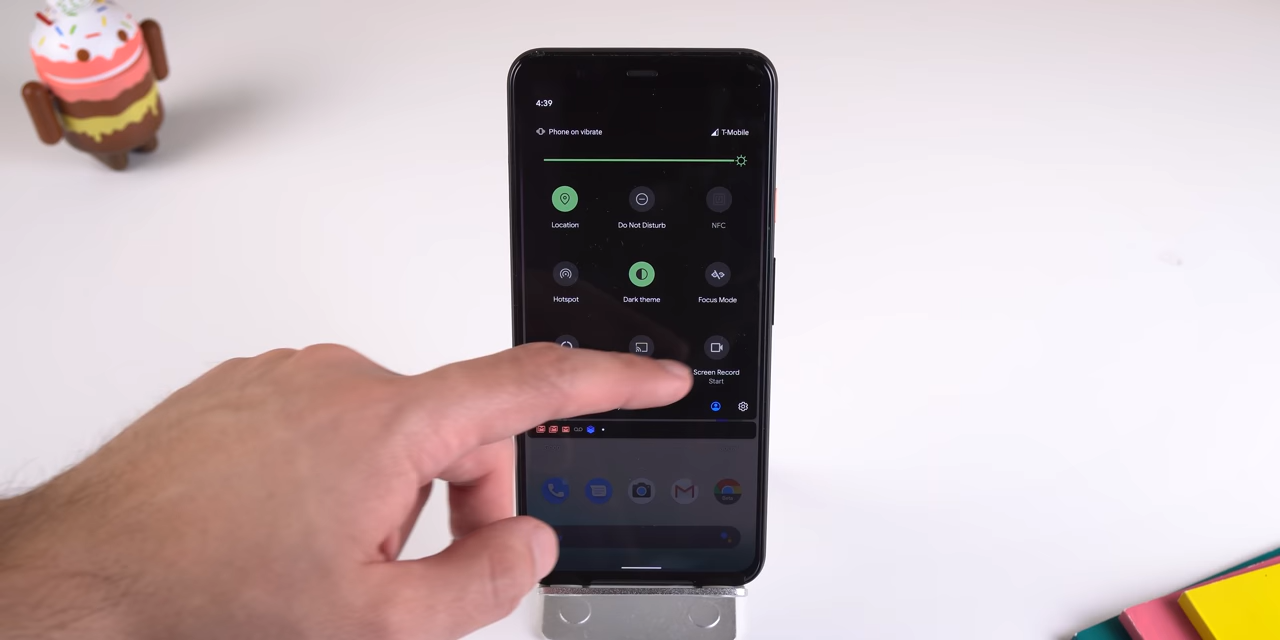 4:39
Phone on vibrate
T-Mobile
Location
Do Not Disturb
NFC
Hotspot
Dark theme
Focus Mode
Screen Record
Start